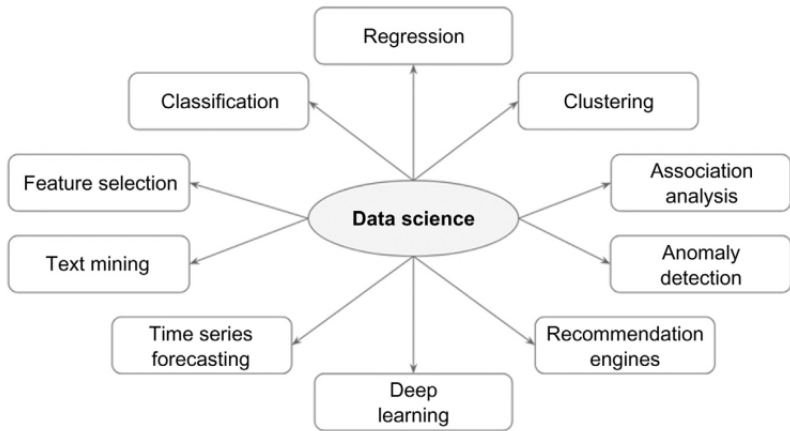 Regression
Classification
Clustering
Feature selection
Association
analysis
Data science
Text mining
Anomaly
detection
Time series
forecasting
Recommendation
engines
Deep
learning